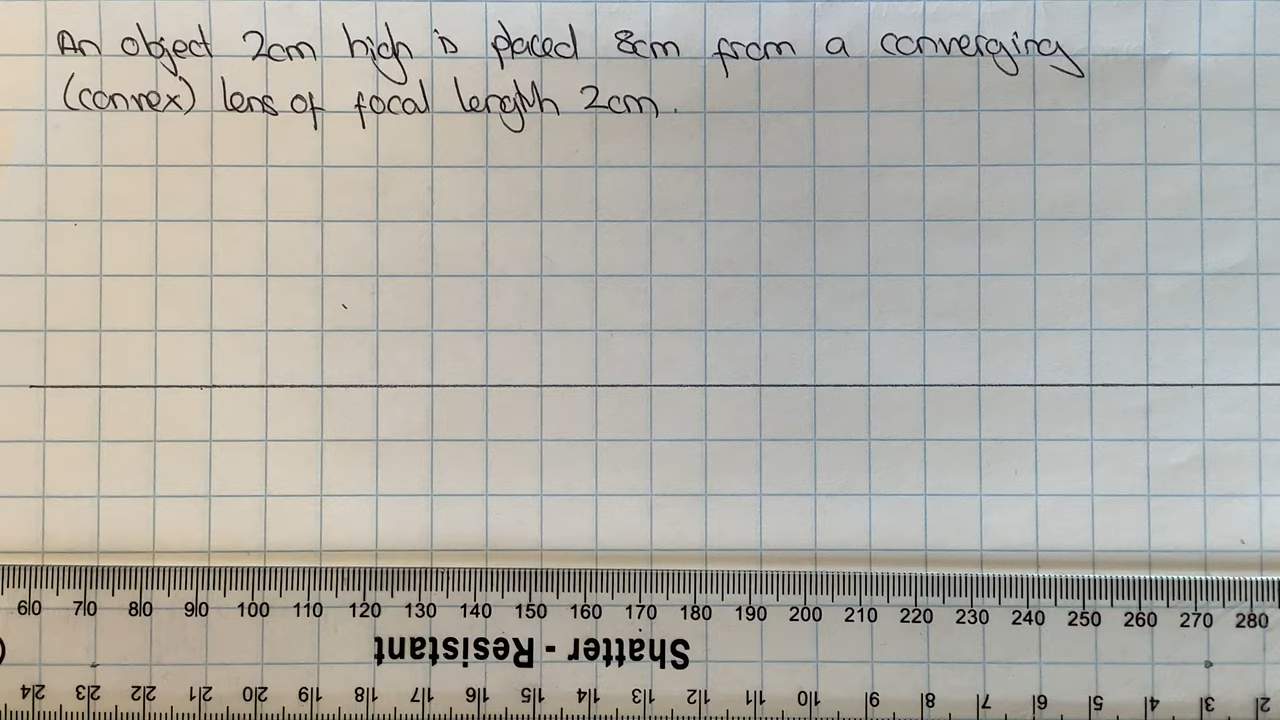 An object 2cm high is placed 8cm from a converging
(convex) lens of focal length 2cm.
60 70 80 90 100 110 120 130 140 150 160 170 180 190 200 210 220 230 240 250 260 270 280
Shatter - Resistant
24 23 22 21 20 19 18 17 16 15 14 13 12 11 10 9 8 7 6 5 4 3 2